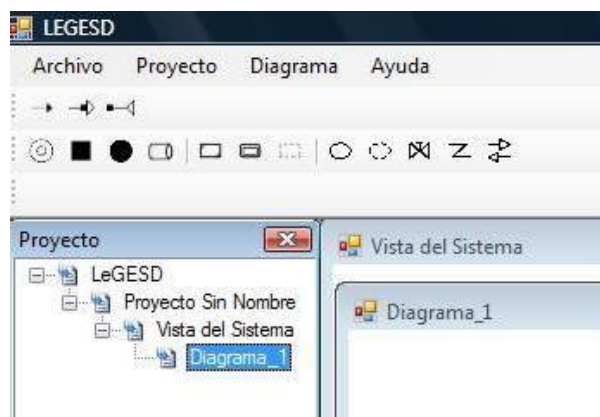 LEGESD
Archivo Proyecto Diagrama Ayuda
Proyecto
LeGESD
Proyecto Sin Nombre
Vista del Sistema
Diagrama_1
Vista del Sistema
Diagrama_1